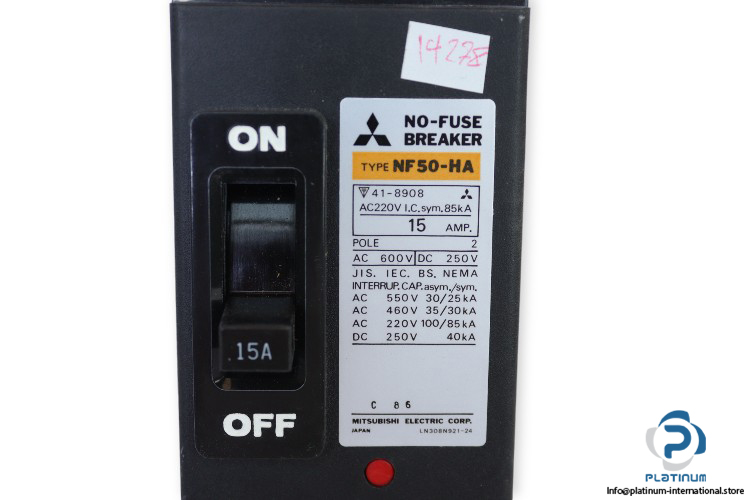 14278
ON
NO-FUSE
BREAKER
TYPE NF50-HA
41-8908
AC220V I.C.sym.85kA
15 AMP.
POLE 2
AC 600V DC 250V
JIS. IEC. BS. NEMA
INTERRUP. CAP. asym./sym.
AC 550V 30/25kA
AC 460V 35/30kA
AC 220V 100/85kA
DC 250V 40kA
15A
OFF
C 86
MITSUBISHI ELECTRIC CORP.
JAPAN LN308N921-24
PLATINUM
Info@platinum-international.store